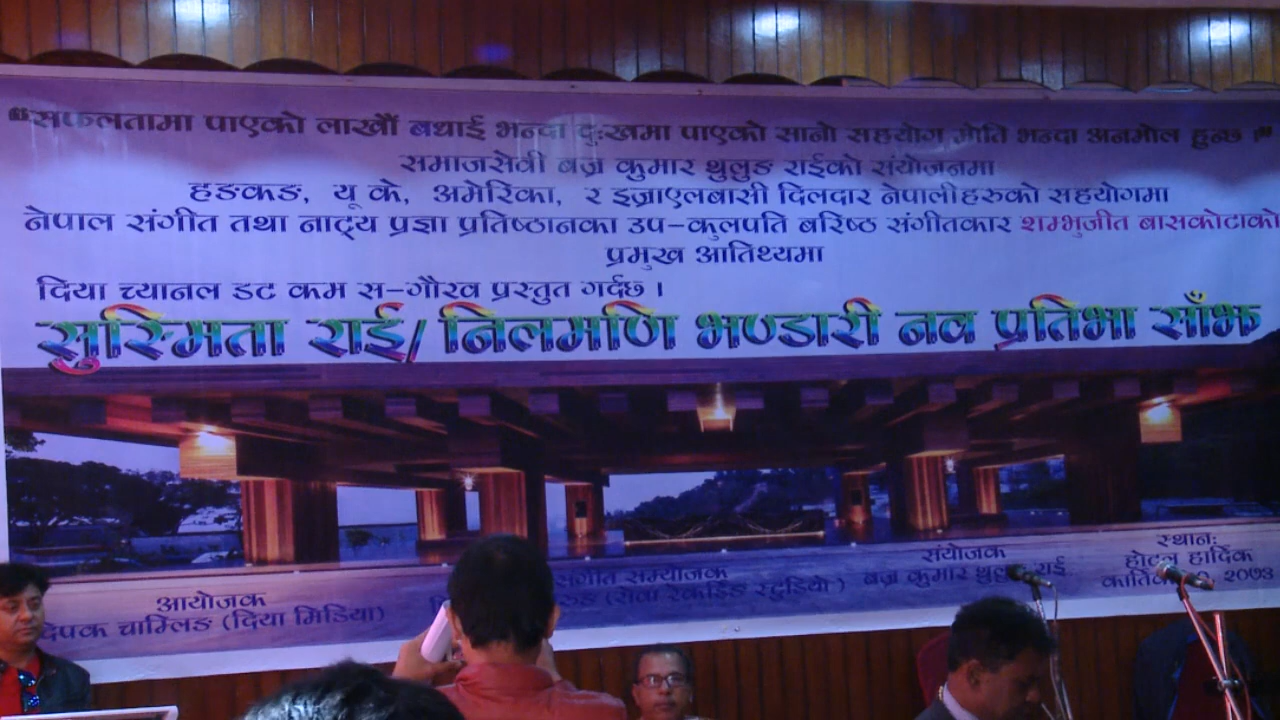 “सफलतामा पाएको लाखौं बधाई भन्दा दुःखमा पाएको सानो सहयोग मोति भन्दा अनमोल हुन्छ ।”
समाजसेवी बज्र कुमार थुलुङ राईको संयोजनमा
हङकङ, यू के, अमेरिका, र इज्राएलबासी दिलदार नेपालीहरुको सहयोगमा
नेपाल संगीत तथा नाट्य प्रज्ञा प्रतिष्ठानका उप-कुलपति बरिष्ठ संगीतकार शम्भुजीत बासकोटाको
प्रमुख आतिथ्यमा
दिया च्यानल डट कम स-गौरव प्रस्तुत गर्दछ ।
सुस्मिता राई/ निलमणि भण्डारी नव प्रतिभा साँझ
आयोजक
दिपक चाम्लिङ (दिया मिडिया)
संगीत सम्योजक
(सेवा रेकर्डिङ स्टुडियो)
संयोजक
बज्र कुमार थुलुङ राई
स्थान:
होटल हार्दिक
कार्तिक २०७३